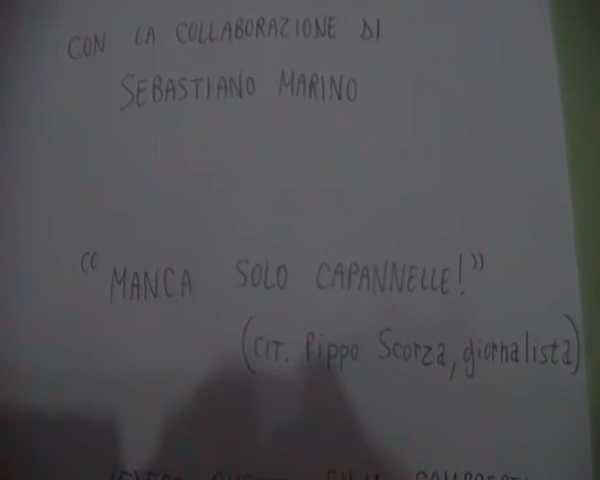 CON LA COLLABORAZIONE DI
SEBASTIANO MARINO
“MANCA SOLO CAPANNELLE!”
(CIT. Pippo Scorza, giornalista)